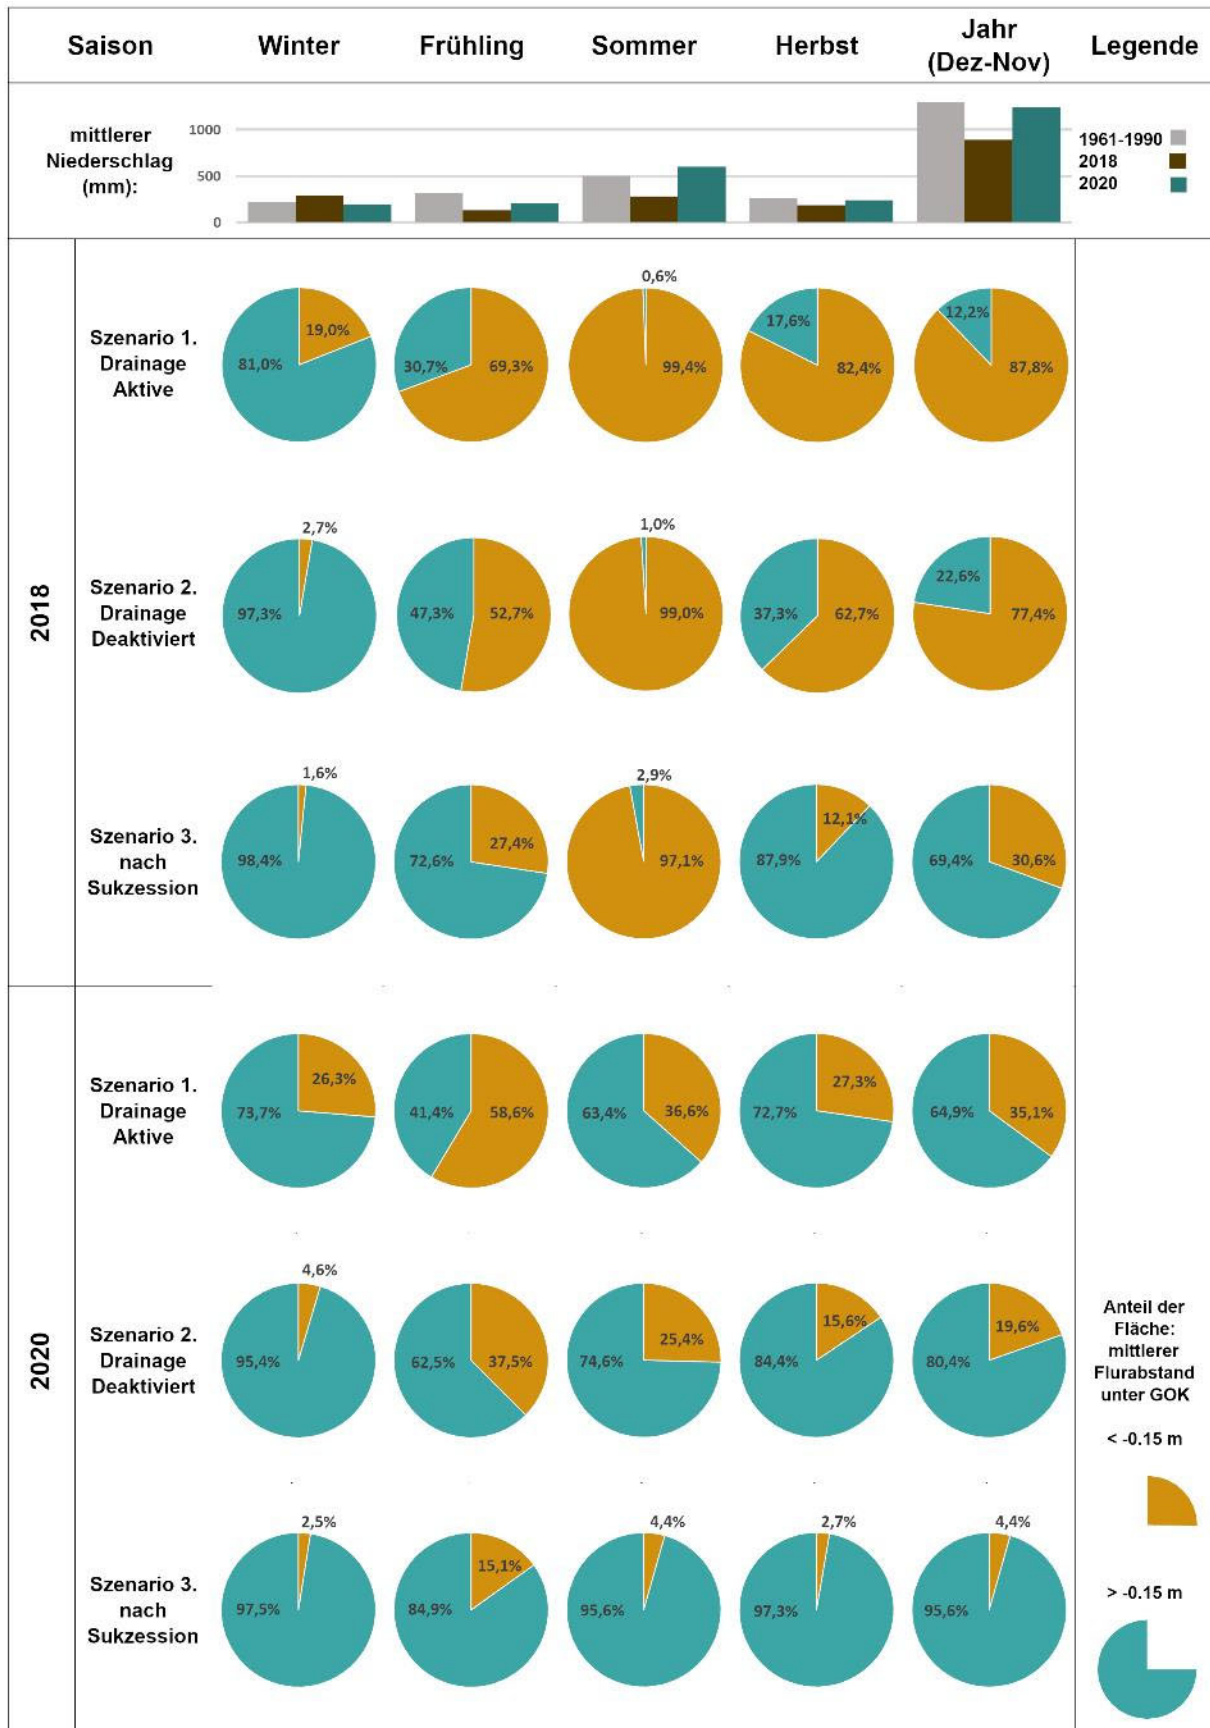 Saison
Winter
Frühling
Sommer
Herbst
Jahr
(Dez-Nov)
Legende
mittlerer
Niederschlag
(mm):
1000
500
0
1961-1990
2018
2020
2018
Szenario 1.
Drainage
Aktive
19,0%
81,0%
30,7%
69,3%
0,6%
99,4%
17,6%
82,4%
12,2%
87,8%
Szenario 2.
Drainage
Deaktiviert
2,7%
97,3%
47,3%
52,7%
1,0%
99,0%
37,3%
62,7%
22,6%
77,4%
Szenario 3.
nach
Sukzession
1,6%
98,4%
72,6%
27,4%
2,9%
97,1%
12,1%
87,9%
69,4%
30,6%
2020
Szenario 1.
Drainage
Aktive
26,3%
73,7%
41,4%
58,6%
63,4%
36,6%
27,3%
72,7%
64,9%
35,1%
Szenario 2.
Drainage
Deaktiviert
4,6%
95,4%
62,5%
37,5%
25,4%
74,6%
15,6%
84,4%
19,6%
80,4%
Szenario 3.
nach
Sukzession
2,5%
97,5%
15,1%
84,9%
4,4%
95,6%
2,7%
97,3%
4,4%
95,6%
Anteil der
Fläche:
mittlerer
Flurabstand
unter GOK
< -0.15 m
> -0.15 m